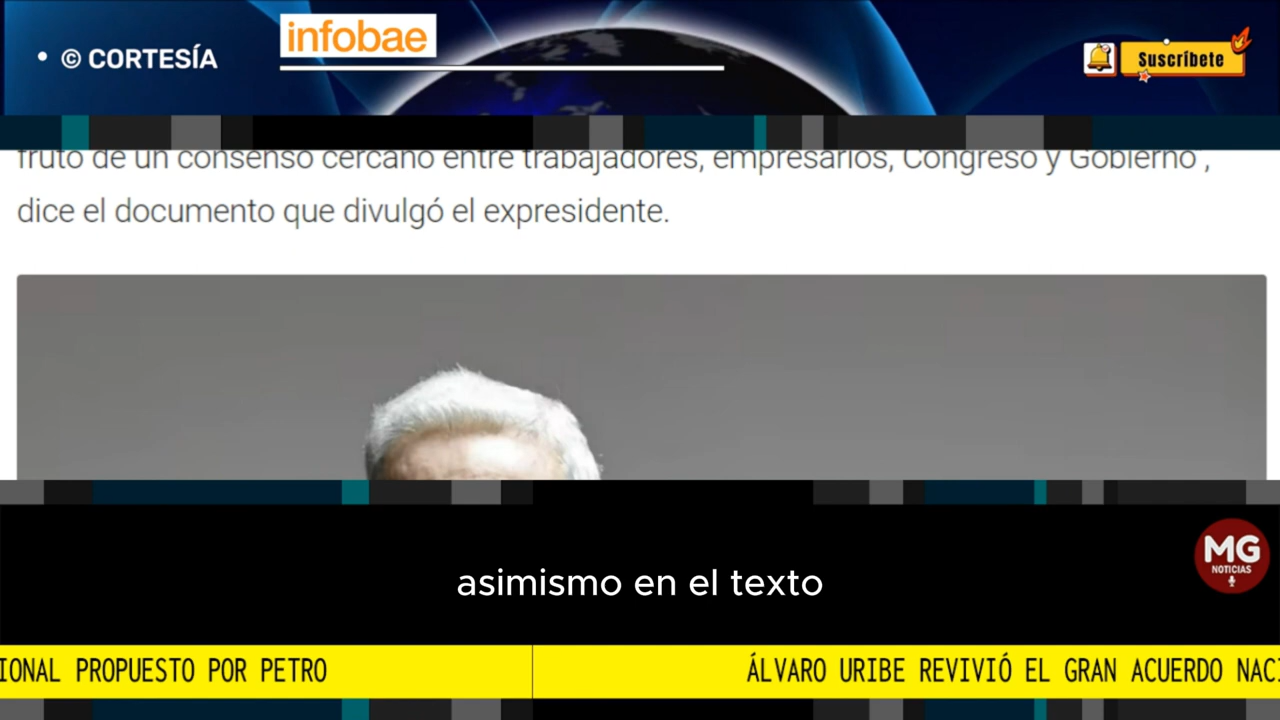 • © CORTESÍA
infobae
Suscríbete
fruto de un consenso cercano entre trabajadores, empresarios, Congreso y Gobierno",
dice el documento que divulgó el expresidente.
MG
NOTICIAS
asimismo en el texto
IONAL PROPUESTO POR PETRO
ÁLVARO URIBE REVIVIÓ EL GRAN ACUERDO NACI